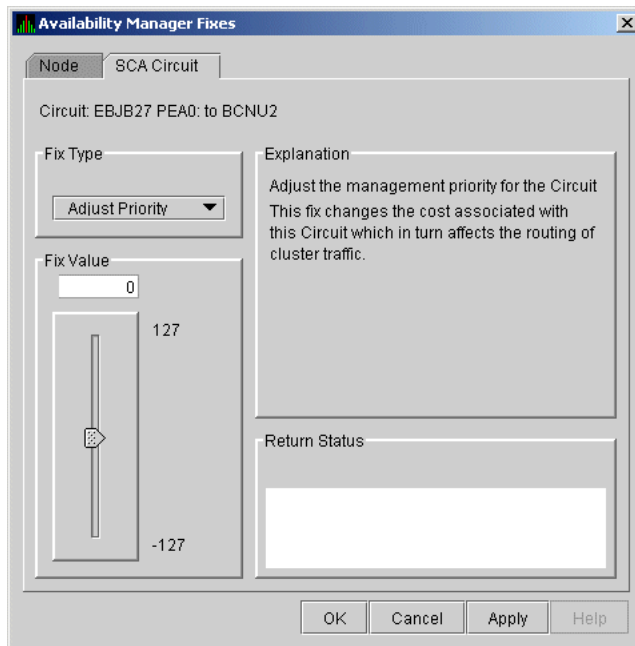 Availability Manager Fixes
Node
SCA Circuit
Circuit: EBJB27 PEA0: to BCNU2
Fix Type
Adjust Priority
Explanation
Adjust the management priority for the Circuit
This fix changes the cost associated with
this Circuit which in turn affects the routing of
cluster traffic.
Fix Value
0
127
-127
Return Status
OK
Cancel
Apply
Help